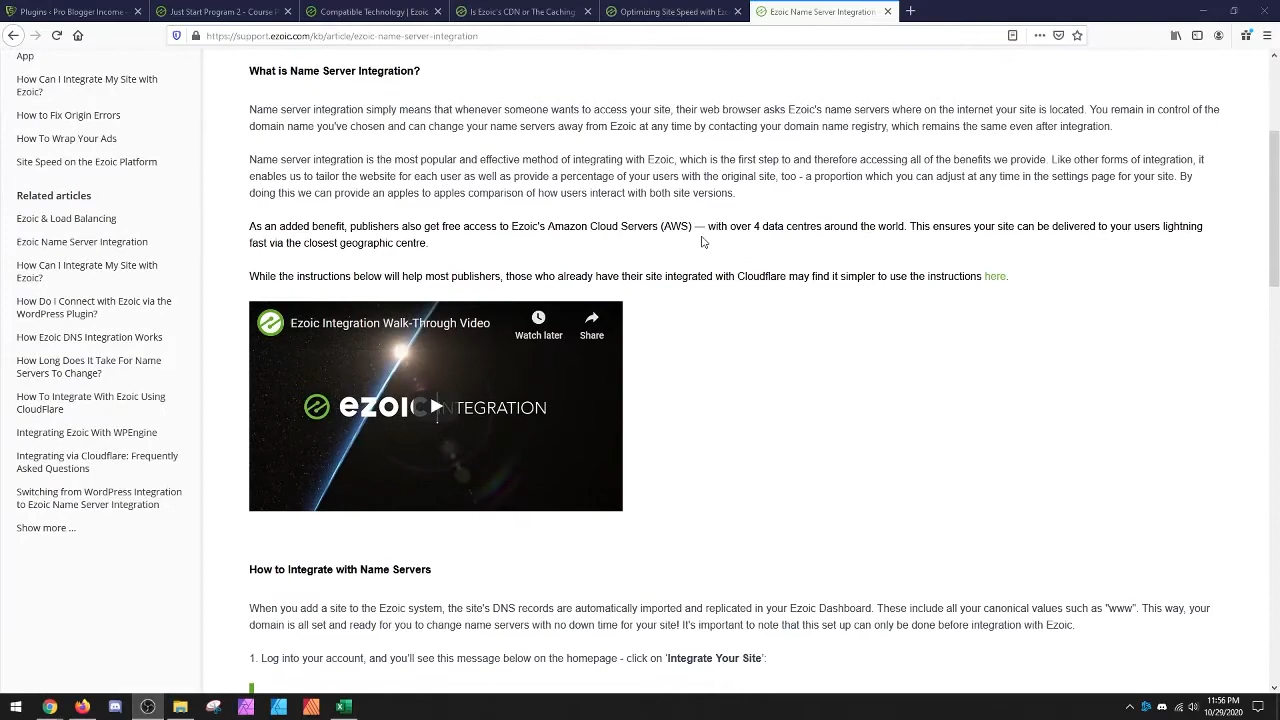 Plugins ‹ Pro Blogger Income —
Just Start Program 2 - Course P
Compatible Technology | Ezoic
Is Ezoic's CDN or The Caching
Optimizing Site Speed with Ez
Ezoic Name Server Integration
https://support.ezoic.com/kb/article/ezoic-name-server-integration
App
How Can I Integrate My Site with
Ezoic?
How to Fix Origin Errors
How To Wrap Your Ads
Site Speed on the Ezoic Platform
Related articles
Ezoic & Load Balancing
Ezoic Name Server Integration
How Can I Integrate My Site with
Ezoic?
How Do I Connect with Ezoic via the
WordPress Plugin?
How Ezoic DNS Integration Works
How Long Does It Take For Name
Servers To Change?
How To Integrate With Ezoic Using
CloudFlare
Integrating Ezoic With WPEngine
Integrating via Cloudflare: Frequently
Asked Questions
Switching from WordPress Integration
to Ezoic Name Server Integration
Show more ...
What is Name Server Integration?
Name server integration simply means that whenever someone wants to access your site, their web browser asks Ezoic's name servers where on the internet your site is located. You remain in control of the
domain name you've chosen and can change your name servers away from Ezoic at any time by contacting your domain name registry, which remains the same even after integration.
Name server integration is the most popular and effective method of integrating with Ezoic, which is the first step to and therefore accessing all of the benefits we provide. Like other forms of integration, it
enables us to tailor the website for each user as well as provide a percentage of your users with the original site, too - a proportion which you can adjust at any time in the settings page for your site. By
doing this we can provide an apples to apples comparison of how users interact with both site versions.
As an added benefit, publishers also get free access to Ezoic's Amazon Cloud Servers (AWS) — with over 4 data centres around the world. This ensures your site can be delivered to your users lightning
fast via the closest geographic centre.
While the instructions below will help most publishers, those who already have their site integrated with Cloudflare may find it simpler to use the instructions here.
Ezoic Integration Walk-Through Video
Watch later
Share
ezoic INTEGRATION
How to Integrate with Name Servers
When you add a site to the Ezoic system, the site's DNS records are automatically imported and replicated in your Ezoic Dashboard. These include all your canonical values such as "www". This way, your
domain is all set and ready for you to change name servers with no down time for your site! It's important to note that this set up can only be done before integration with Ezoic.
1. Log into your account, and you'll see this message below on the homepage - click on 'Integrate Your Site':
11:56 PM
10/29/2020